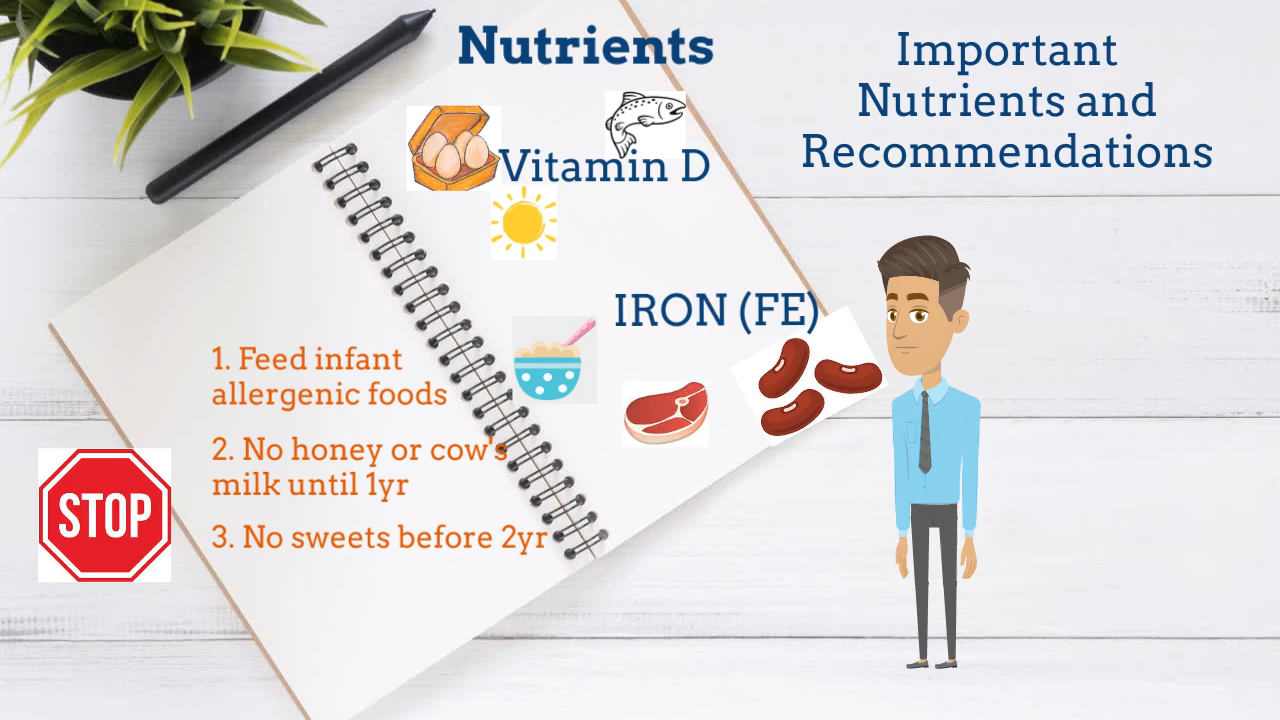 Nutrients
Important
Nutrients and
Recommendations
Vitamin D
IRON (FE)
1. Feed infant
allergenic foods
2. No honey or cow's
milk until 1yr
3. No sweets before 2yr
STOP